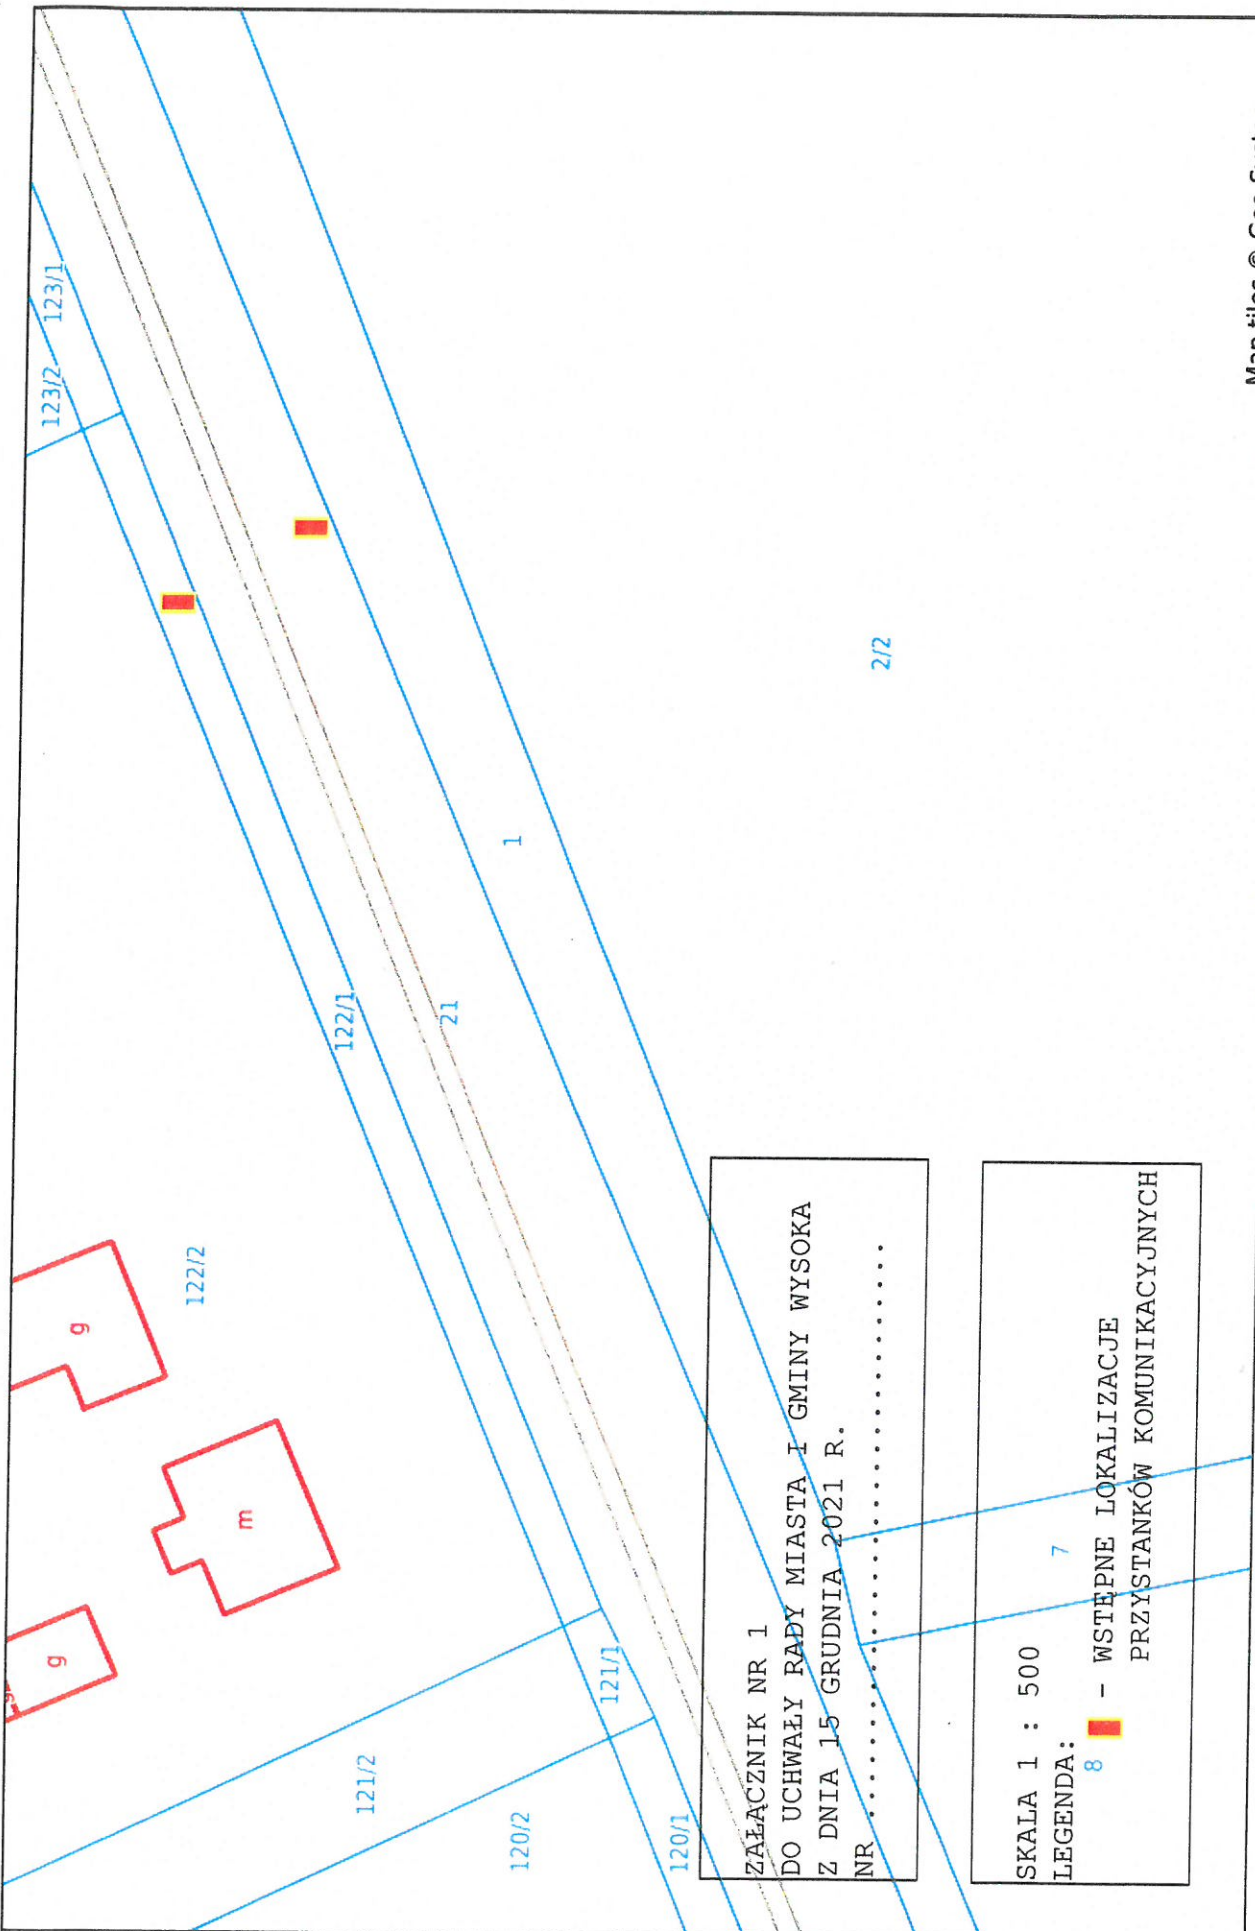 123/2
123/1
122/2
122/1
21
1
2/2
g
m
g
121/2
121/1
120/2
120/1
7
8
ZAŁĄCZNIK NR 1
DO UCHWAŁY RADY MIASTA I GMINY WYSOKA
Z DNIA 15 GRUDNIA 2021 R.
NR ........................................
SKALA 1 : 500
LEGENDA:
- WSTĘPNE LOKALIZACJE
PRZYSTANKÓW KOMUNIKACYJNYCH
Map tiles ©